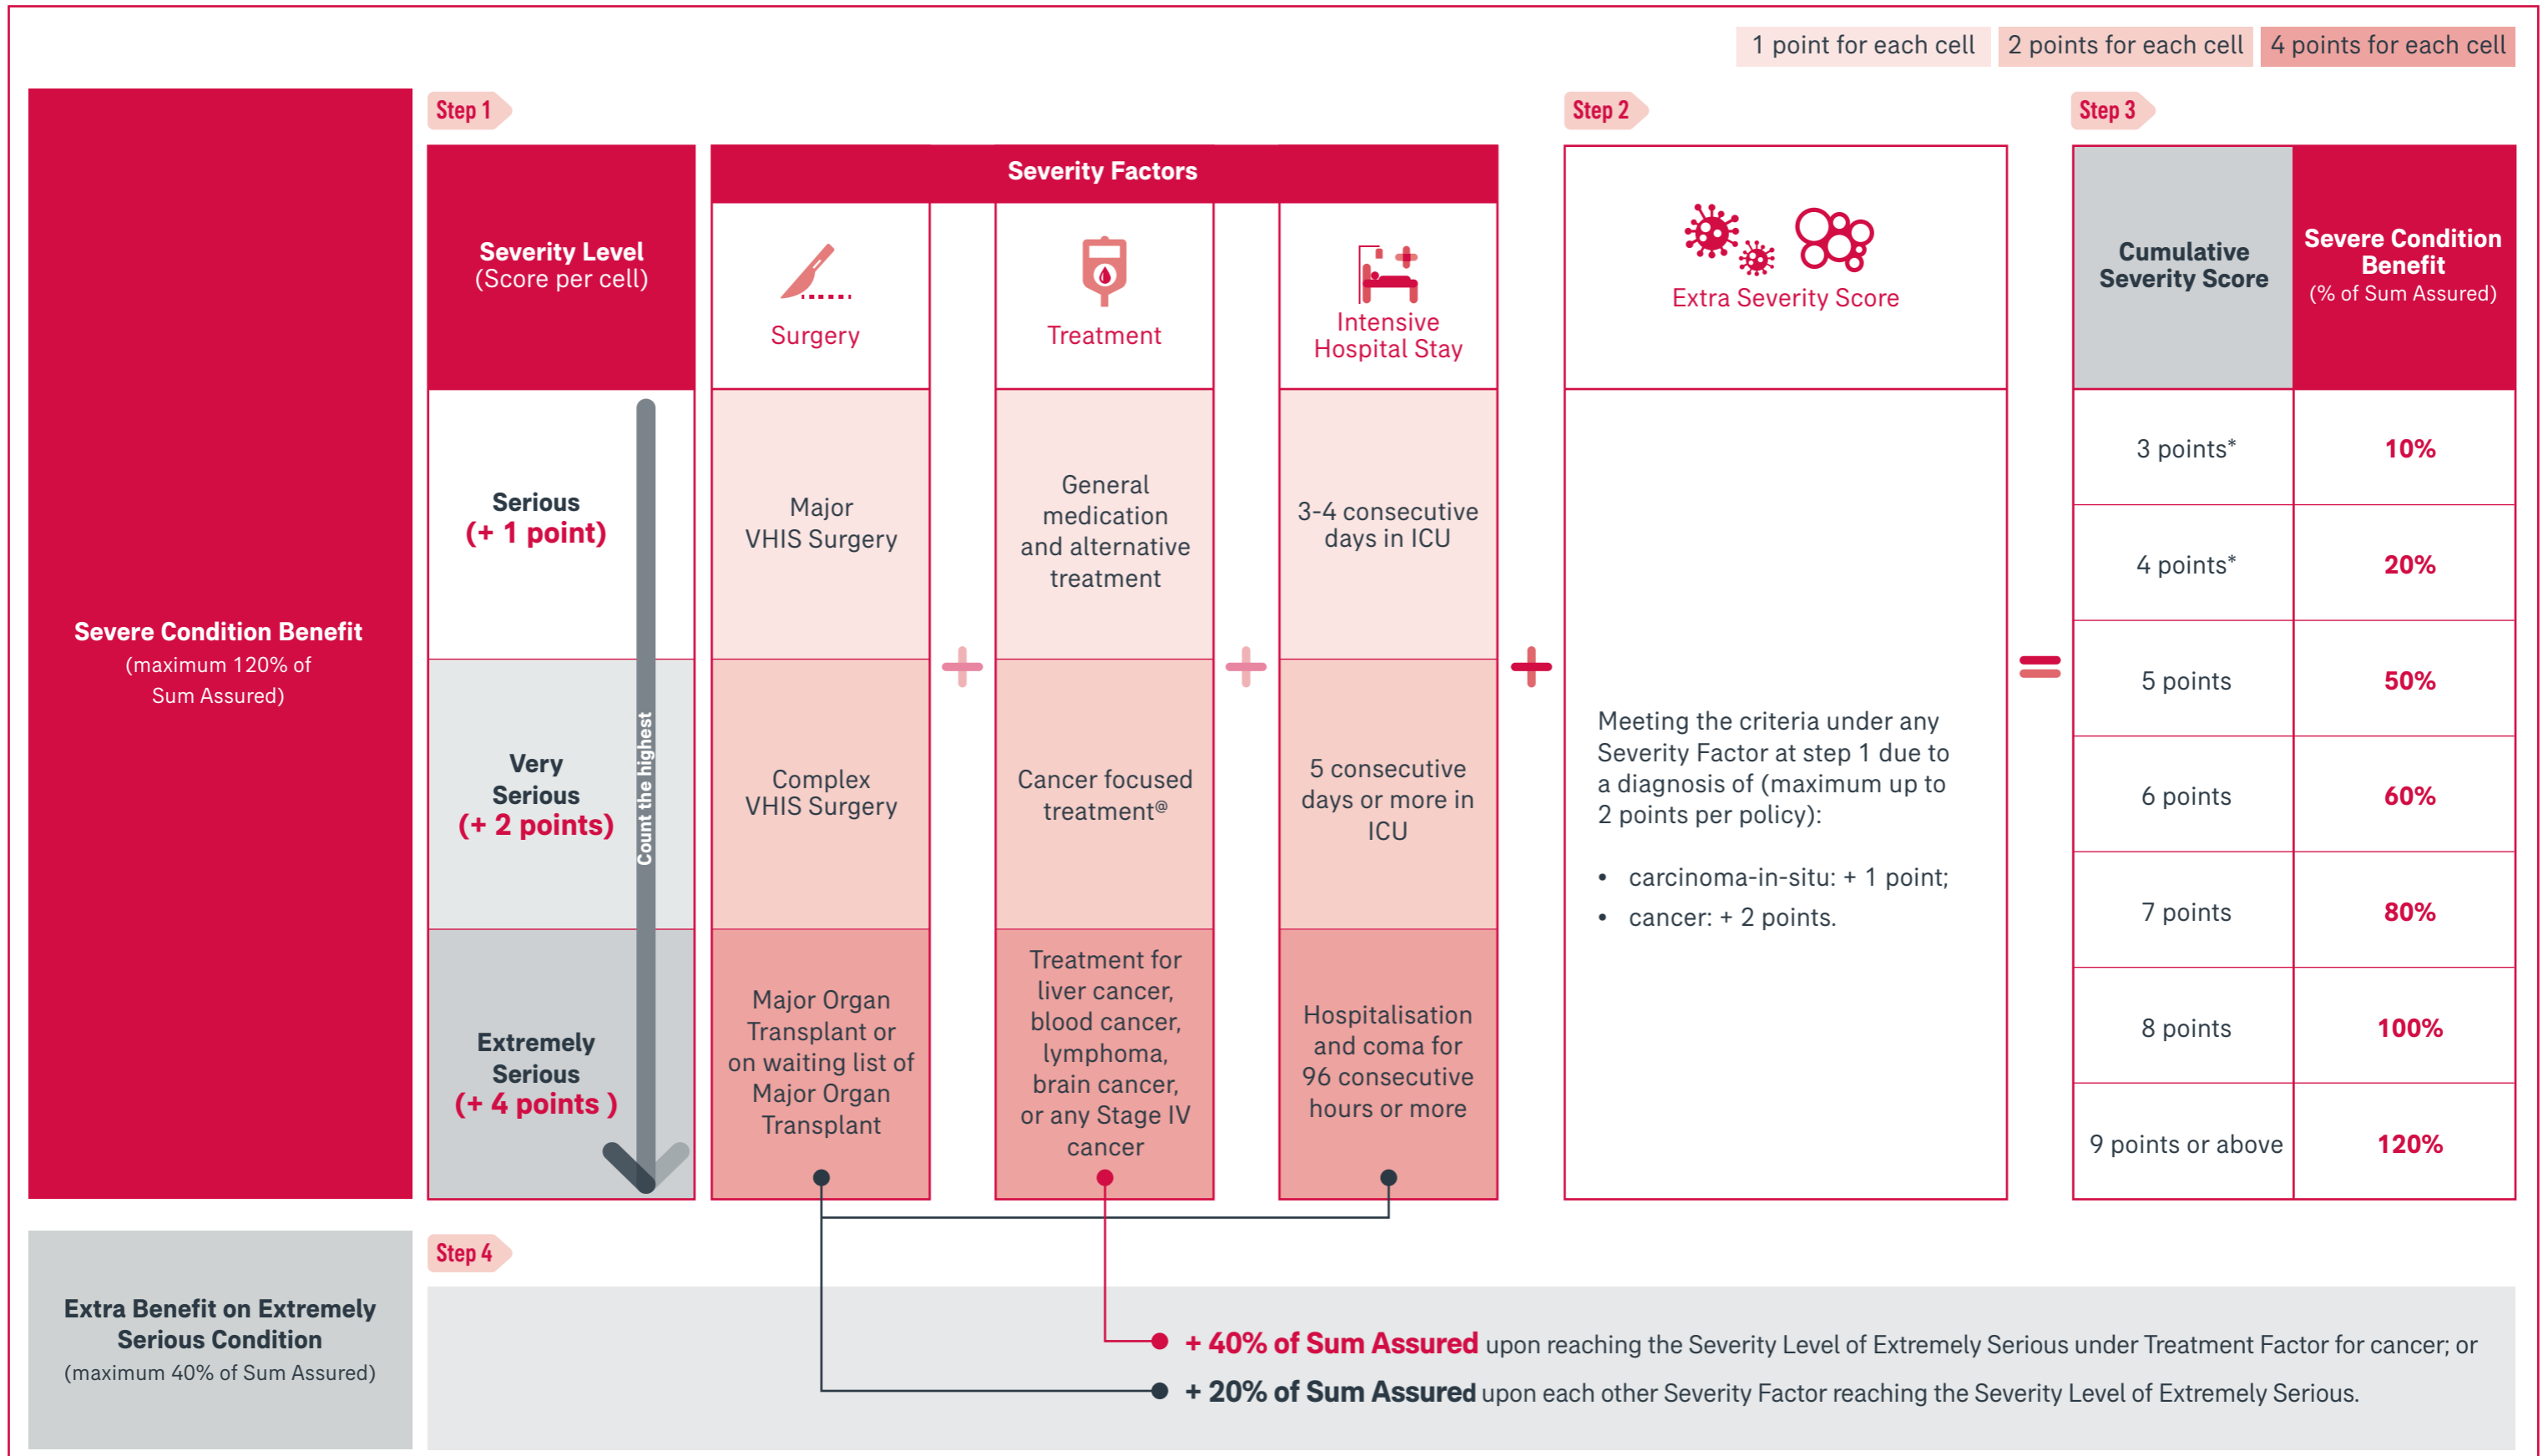 1 point for each cell
2 points for each cell
4 points for each cell
Severe Condition Benefit
(maximum 120% of
Sum Assured)
Step 1
Severity Level
(Score per cell)
Severity Factors
Surgery
Treatment
Intensive
Hospital Stay
Count the highest
Serious
(+ 1 point)
Major
VHIS Surgery
General
medication
and alternative
treatment
3-4 consecutive
days in ICU
Very
Serious
(+ 2 points)
Complex
VHIS Surgery
Cancer focused
treatment@
5 consecutive
days or more in
ICU
Extremely
Serious
(+ 4 points )
Major Organ
Transplant or
on waiting list of
Major Organ
Transplant
Treatment for
liver cancer,
blood cancer,
lymphoma,
brain cancer,
or any Stage IV
cancer
Hospitalisation
and coma for
96 consecutive
hours or more
+
+
+
Step 2
Extra Severity Score
Meeting the criteria under any
Severity Factor at step 1 due to
a diagnosis of (maximum up to
2 points per policy):
• carcinoma-in-situ: + 1 point;
• cancer: + 2 points.
=
Step 3
Cumulative
Severity Score
Severe Condition
Benefit
(% of Sum Assured)
3 points* 10%
4 points* 20%
5 points 50%
6 points 60%
7 points 80%
8 points 100%
9 points or above 120%
Extra Benefit on Extremely
Serious Condition
(maximum 40% of Sum Assured)
Step 4
+ 40% of Sum Assured upon reaching the Severity Level of Extremely Serious under Treatment Factor for cancer; or
+ 20% of Sum Assured upon each other Severity Factor reaching the Severity Level of Extremely Serious.